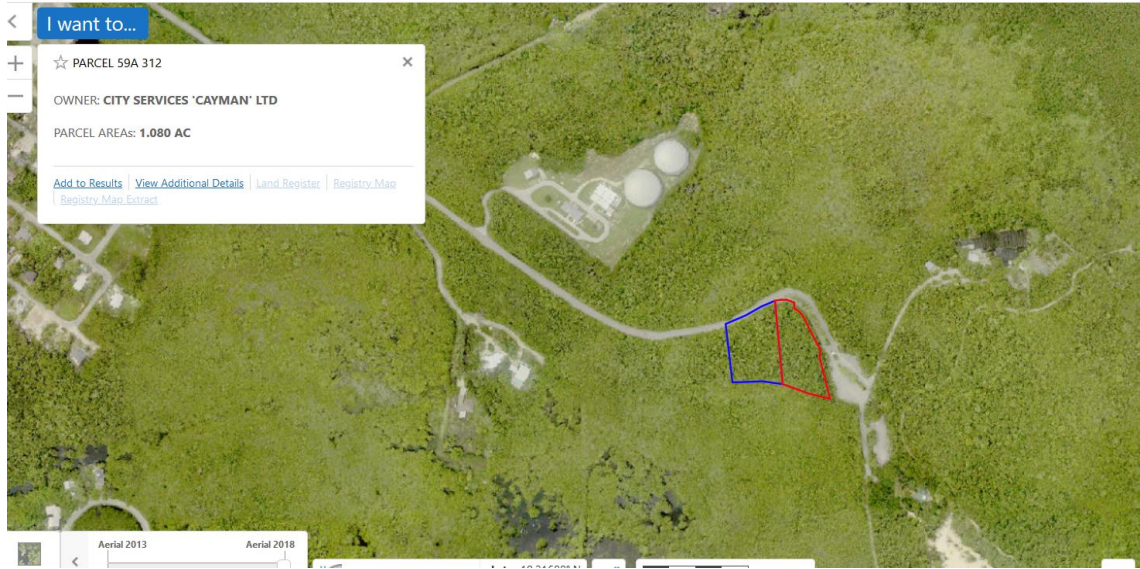 I want to...
PARCEL 59A 312
OWNER: CITY SERVICES 'CAYMAN' LTD
PARCEL AREAs: 1.080 AC
Add to Results | View Additional Details | Land Register | Registry Map
| Registry Map Extract
Aerial 2013 Aerial 2018